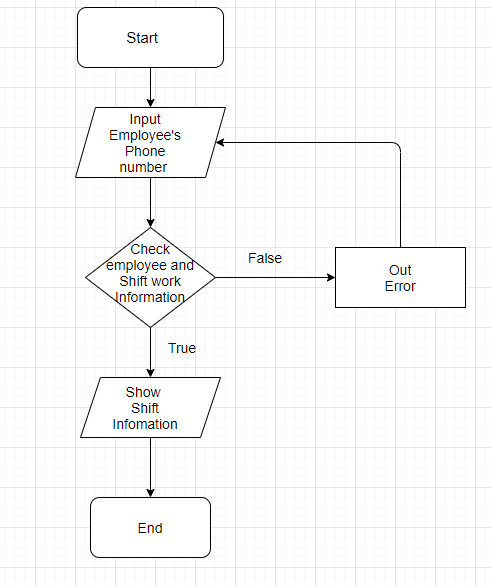 Start
Input
Employee's
Phone
number
Check
employee and
Shift work
Information
False
Out
Error
True
Show
Shift
Infomation
End